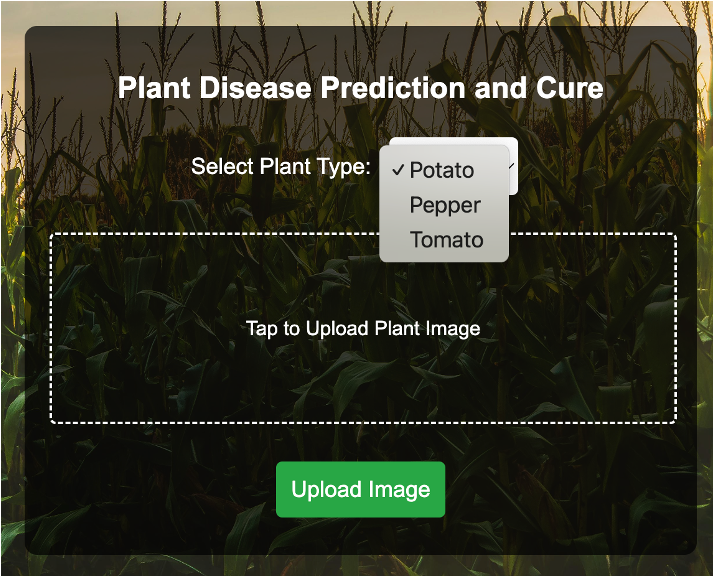 Plant Disease Prediction and Cure
Select Plant Type:
✓ Potato
Pepper
Tomato
Tap to Upload Plant Image
Upload Image